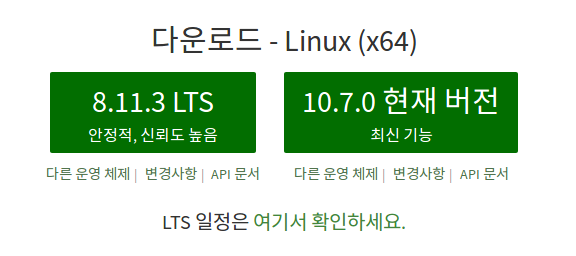 다운로드 - Linux (x64)
8.11.3 LTS
안정적, 신뢰도 높음
10.7.0 현재 버전
최신 기능
다른 운영 체제 | 변경사항 | API 문서
다른 운영 체제 | 변경사항 | API 문서
LTS 일정은 여기서 확인하세요.